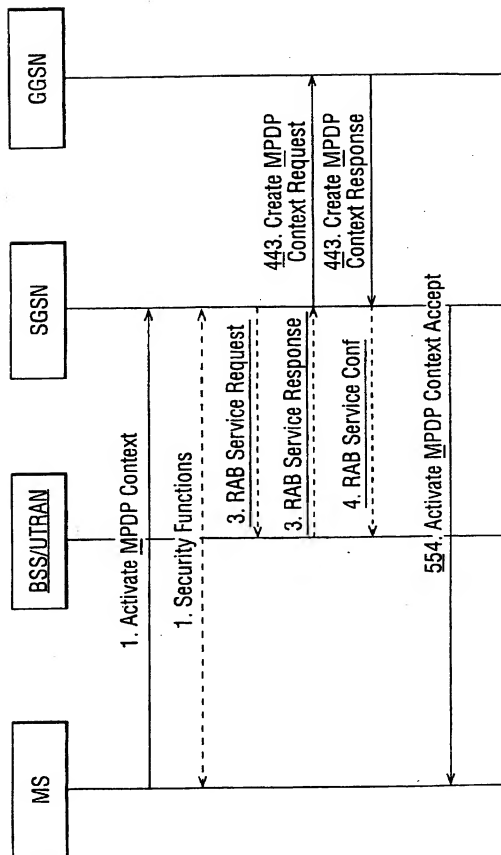 MS
BSS/UTRAN
SGSN
GGSN
1. Activate MPDP Context
1. Security Functions
3. RAB Service Request
3. RAB Service Response
443. Create MPDP
Context Request
443. Create MPDP
Context Response
4. RAB Service Conf
554. Activate MPDP Context Accept